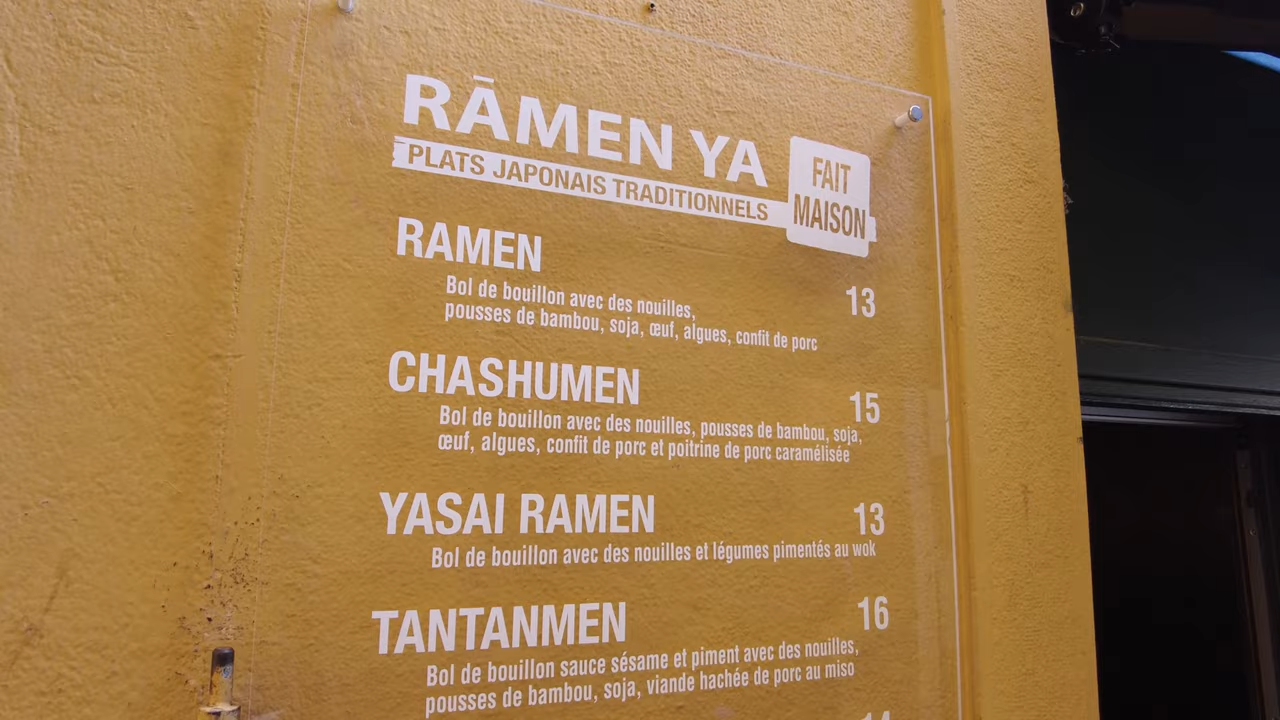 RĀMEN YA
PLATS JAPONAIS TRADITIONNELS
FAIT
MAISON
RAMEN
13
Bol de bouillon avec des nouilles,
pousses de bambou, soja, œuf, algues, confit de porc
CHASHUMEN
15
Bol de bouillon avec des nouilles, pousses de bambou, soja,
œuf, algues, confit de porc et poitrine de porc caramélisée
YASAI RAMEN
13
Bol de bouillon avec des nouilles et légumes pimentés au wok
TANTANMEN
16
Bol de bouillon sauce sésame et piment avec des nouilles,
pousses de bambou, soja, viande hachée de porc au miso